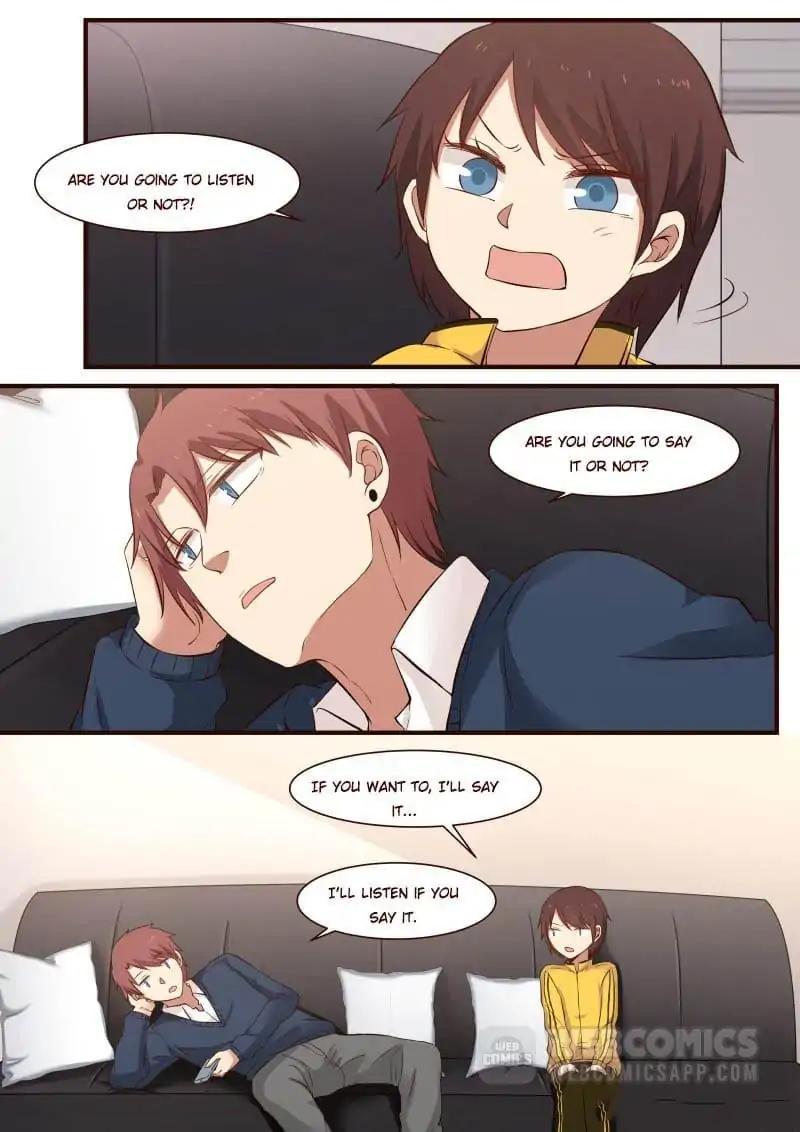 ARE YOU GOING TO LISTEN
OR NOT?!
ARE YOU GOING TO SAY
IT OR NOT?
IF YOU WANT TO, I'LL SAY
IT...
I'LL LISTEN IF YOU
SAY IT.
WEB
COMICS
WEBCOMICS
WEBCOMICSAPP.COM